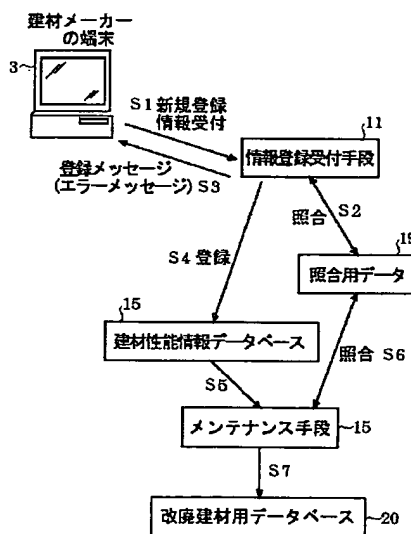 建材メーカー
の端末
3
S1新規登録
情報受付
11
情報登録受付手段
登録メッセージ
(エラーメッセージ) S3
照合 S2
S4 登録
19
照合用データ
15
建材性能情報データベース
照合 S6
S5
メンテナンス手段
15
S7
改廃建材用データベース
20